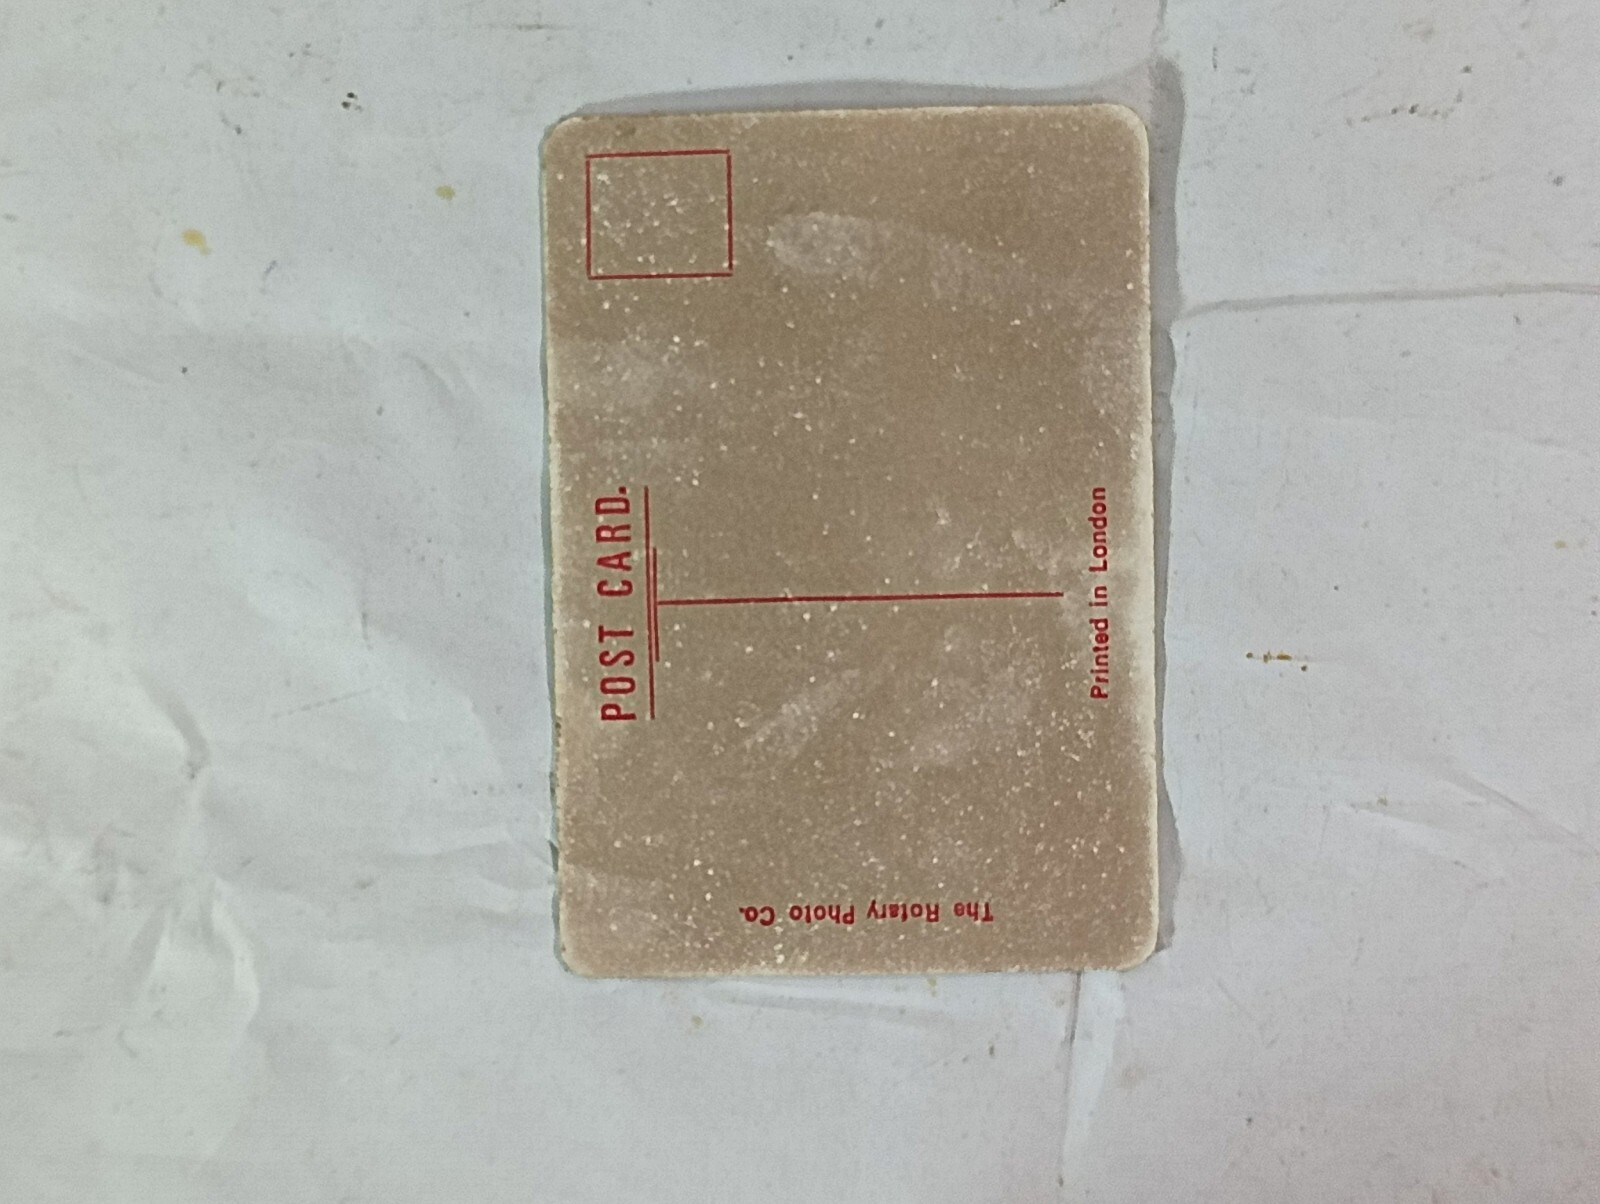 POST CARD.
The Rotary Photo Co.
Printed in London